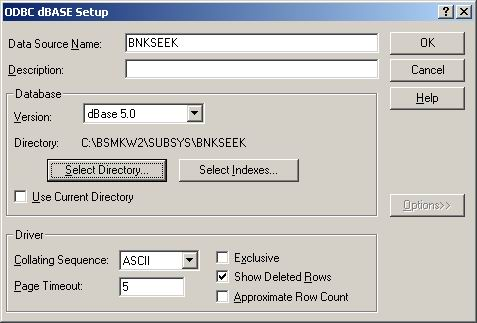 ODBC dBASE Setup
Data Source Name: BNKSEEK OK
Description: Cancel
Database Help
Version: dBase 5.0
Directory: C:\BSMKW2\SUBSYS\BNKSEEK
Select Directory... Select Indexes...
Use Current Directory Options>>
Driver
Collating Sequence: ASCII Exclusive
Show Deleted Rows
Page Timeout: 5
Approximate Row Count